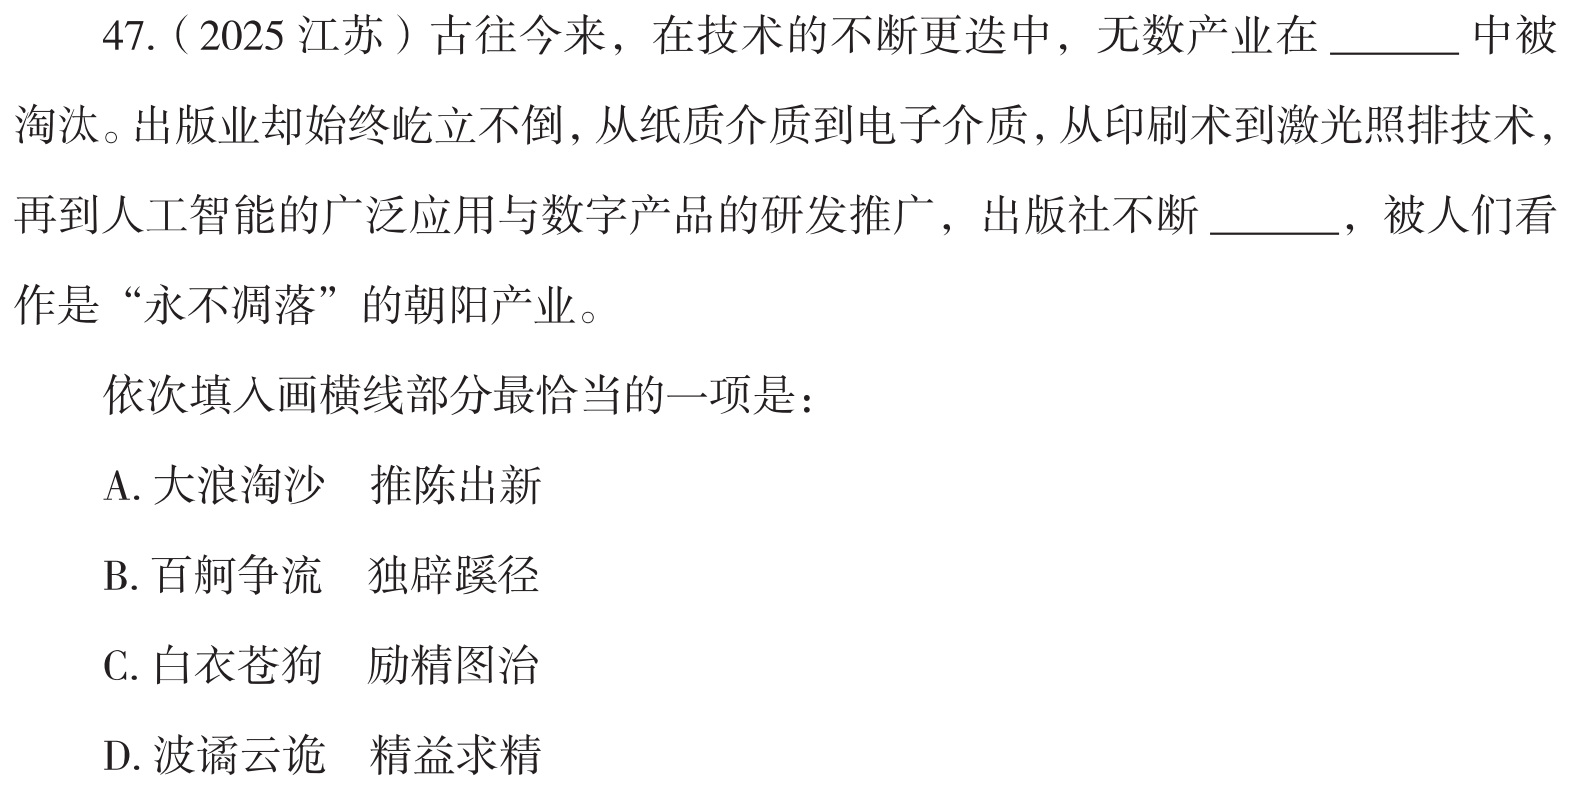 47.（2025 江苏）古往今来，在技术的不断更迭中，无数产业在 ______ 中被
淘汰。出版业却始终屹立不倒，从纸质介质到电子介质，从印刷术到激光照排技术，
再到人工智能的广泛应用与数字产品的研发推广，出版社不断 ______，被人们看
作是“永不凋落”的朝阳产业。
依次填入画横线部分最恰当的一项是：
A. 大浪淘沙　推陈出新
B. 百舸争流　独辟蹊径
C. 白衣苍狗　励精图治
D. 波谲云诡　精益求精